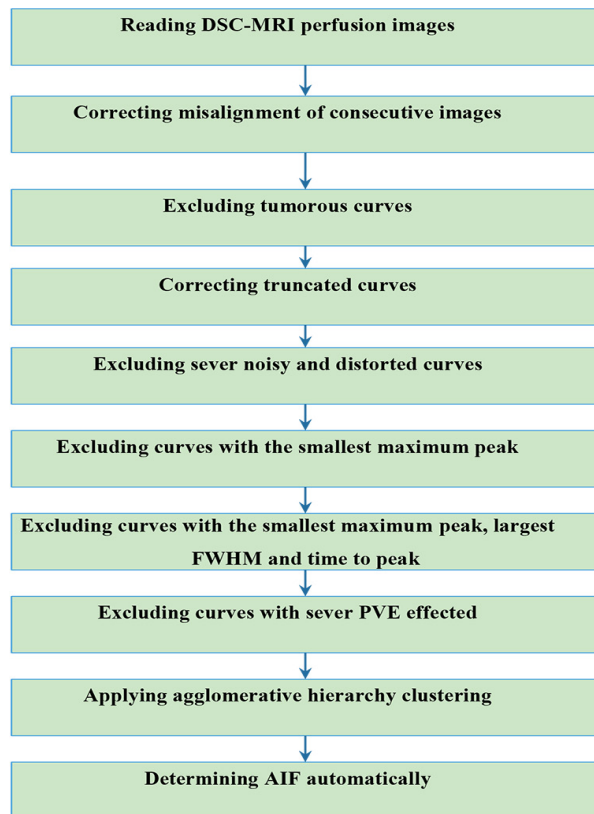 Reading DSC-MRI perfusion images
Correcting misalignment of consecutive images
Excluding tumorous curves
Correcting truncated curves
Excluding sever noisy and distorted curves
Excluding curves with the smallest maximum peak
Excluding curves with the smallest maximum peak, largest
FWHM and time to peak
Excluding curves with sever PVE effected
Applying agglomerative hierarchy clustering
Determining AIF automatically